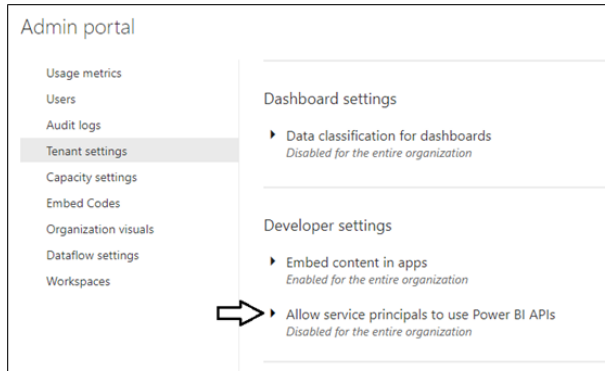 Admin portal
Usage metrics
Users
Audit logs
Tenant settings
Capacity settings
Embed Codes
Organization visuals
Dataflow settings
Workspaces
Dashboard settings
Data classification for dashboards
Disabled for the entire organization
Developer settings
Embed content in apps
Enabled for the entire organization
Allow service principals to use Power BI APIs
Disabled for the entire organization